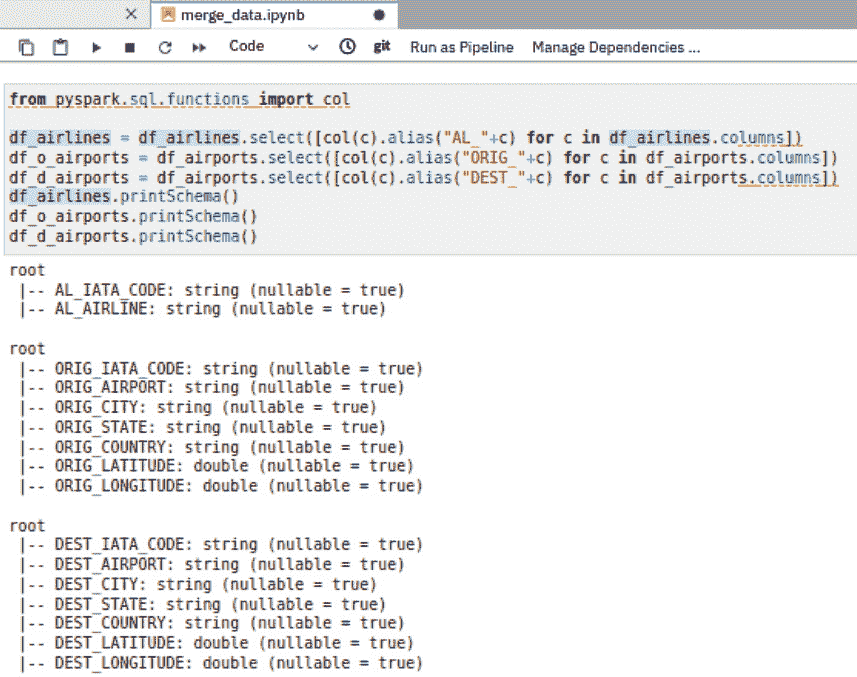 merge_data.ipynb
Code
git
Run as Pipeline
Manage Dependencies ...
from pyspark.sql.functions import col
df_airlines = df_airlines.select([col(c).alias("AL_"+c) for c in df_airlines.columns])
df_o_airports = df_airports.select([col(c).alias("ORIG_"+c) for c in df_airports.columns])
df_d_airports = df_airports.select([col(c).alias("DEST_"+c) for c in df_airports.columns])
df_airlines.printSchema()
df_o_airports.printSchema()
df_d_airports.printSchema()
root
|-- AL_IATA_CODE: string (nullable = true)
|-- AL_AIRLINE: string (nullable = true)
root
|-- ORIG_IATA_CODE: string (nullable = true)
|-- ORIG_AIRPORT: string (nullable = true)
|-- ORIG_CITY: string (nullable = true)
|-- ORIG_STATE: string (nullable = true)
|-- ORIG_COUNTRY: string (nullable = true)
|-- ORIG_LATITUDE: double (nullable = true)
|-- ORIG_LONGITUDE: double (nullable = true)
root
|-- DEST_IATA_CODE: string (nullable = true)
|-- DEST_AIRPORT: string (nullable = true)
|-- DEST_CITY: string (nullable = true)
|-- DEST_STATE: string (nullable = true)
|-- DEST_COUNTRY: string (nullable = true)
|-- DEST_LATITUDE: double (nullable = true)
|-- DEST_LONGITUDE: double (nullable = true)